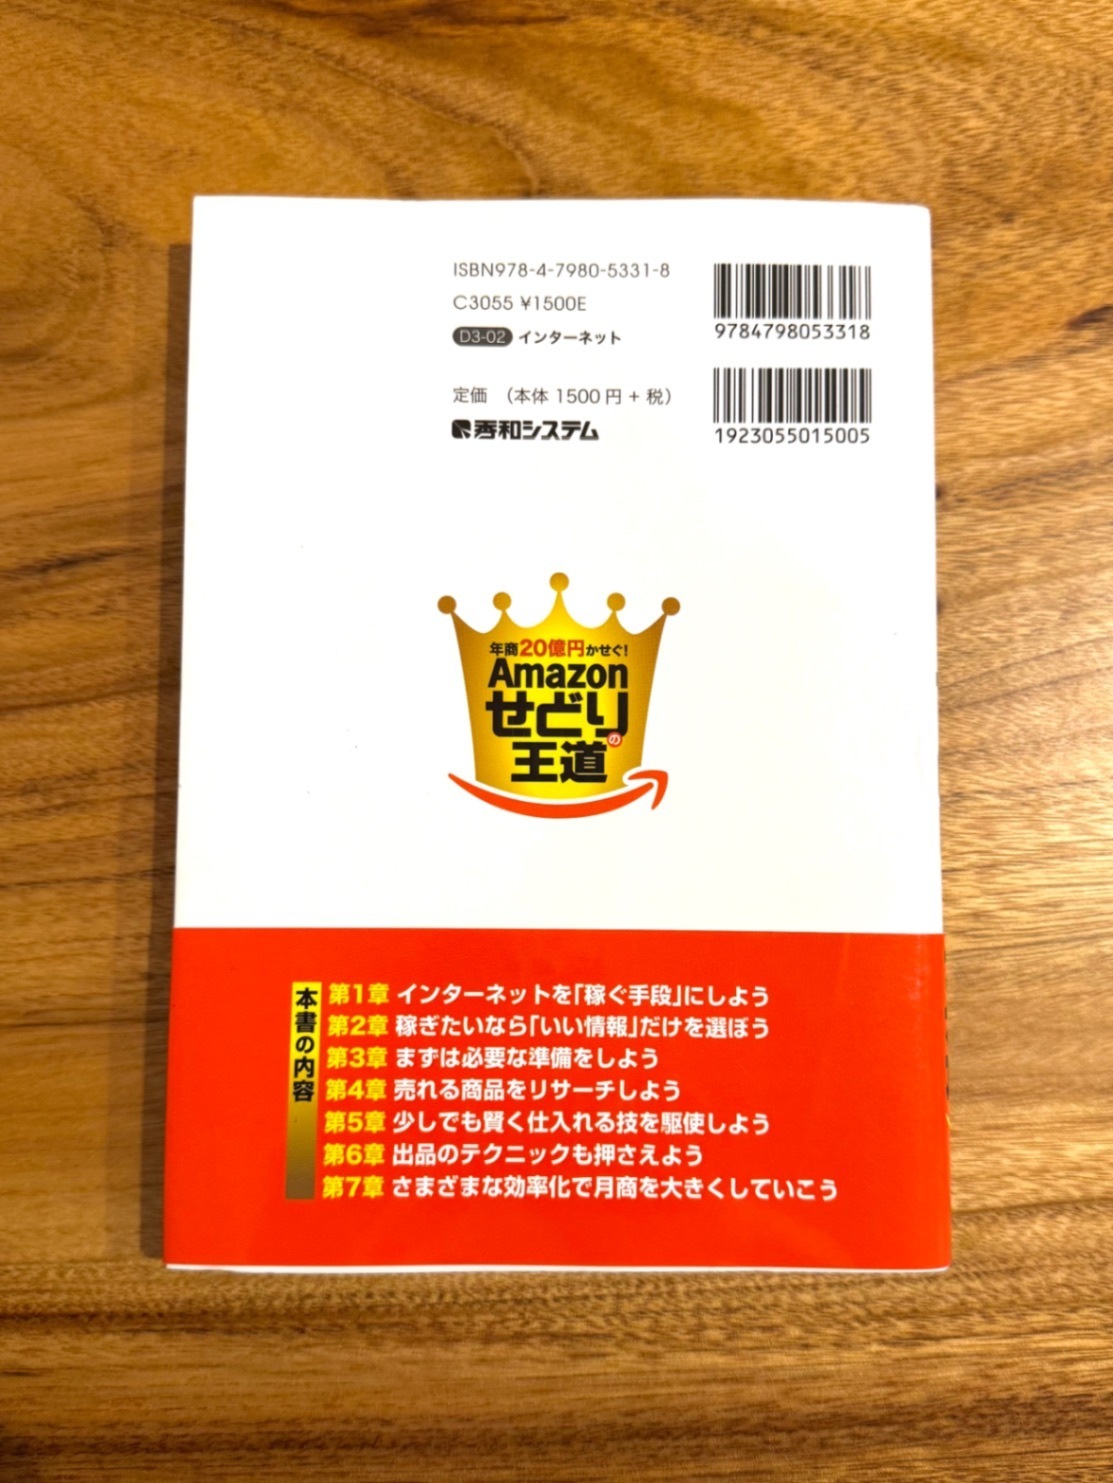 ISBN978-4-7980-5331-8
C3055 ¥1500E
D3-02 インターネット
定価 (本体 1500円 + 税)
秀和システム
9784798053318
1923055015005
年商20億円かせぐ!
Amazon
せどりの
王道
本書の内容
第1章 インターネットを「稼ぐ手段」にしよう
第2章 稼ぎたいなら「いい情報」だけを選ぼう
第3章 まずは必要な準備をしよう
第4章 売れる商品をリサーチしよう
第5章 少しでも賢く仕入れる技を駆使しよう
第6章 出品のテクニックも押さえよう
第7章 さまざまな効率化で月商を大きくしていこう